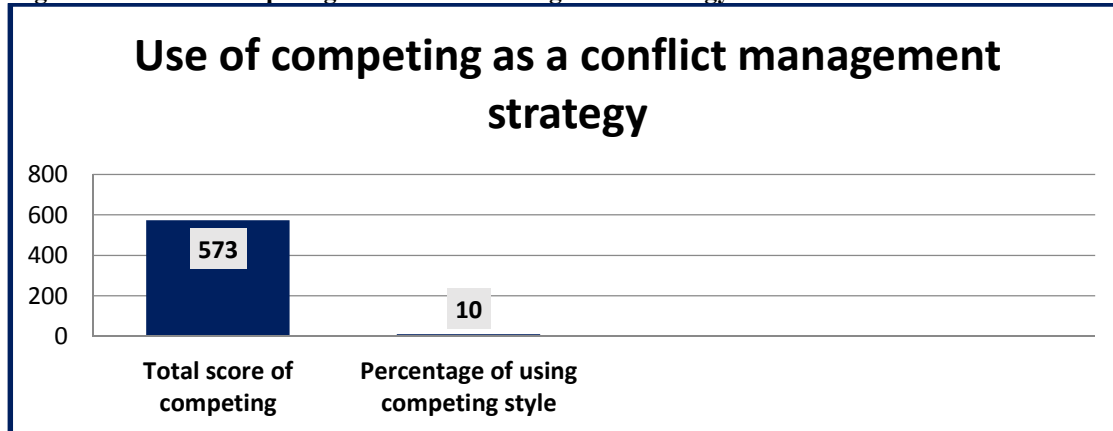 Use of competing as a conflict management
strategy
800
600
400
200
0
573
10
Total score of
competing
Percentage of using
competing style